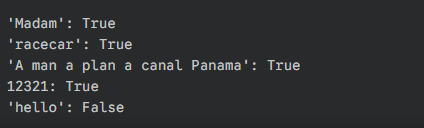 'Madam': True
'racecar': True
'A man a plan a canal Panama': True
12321: True
'hello': False